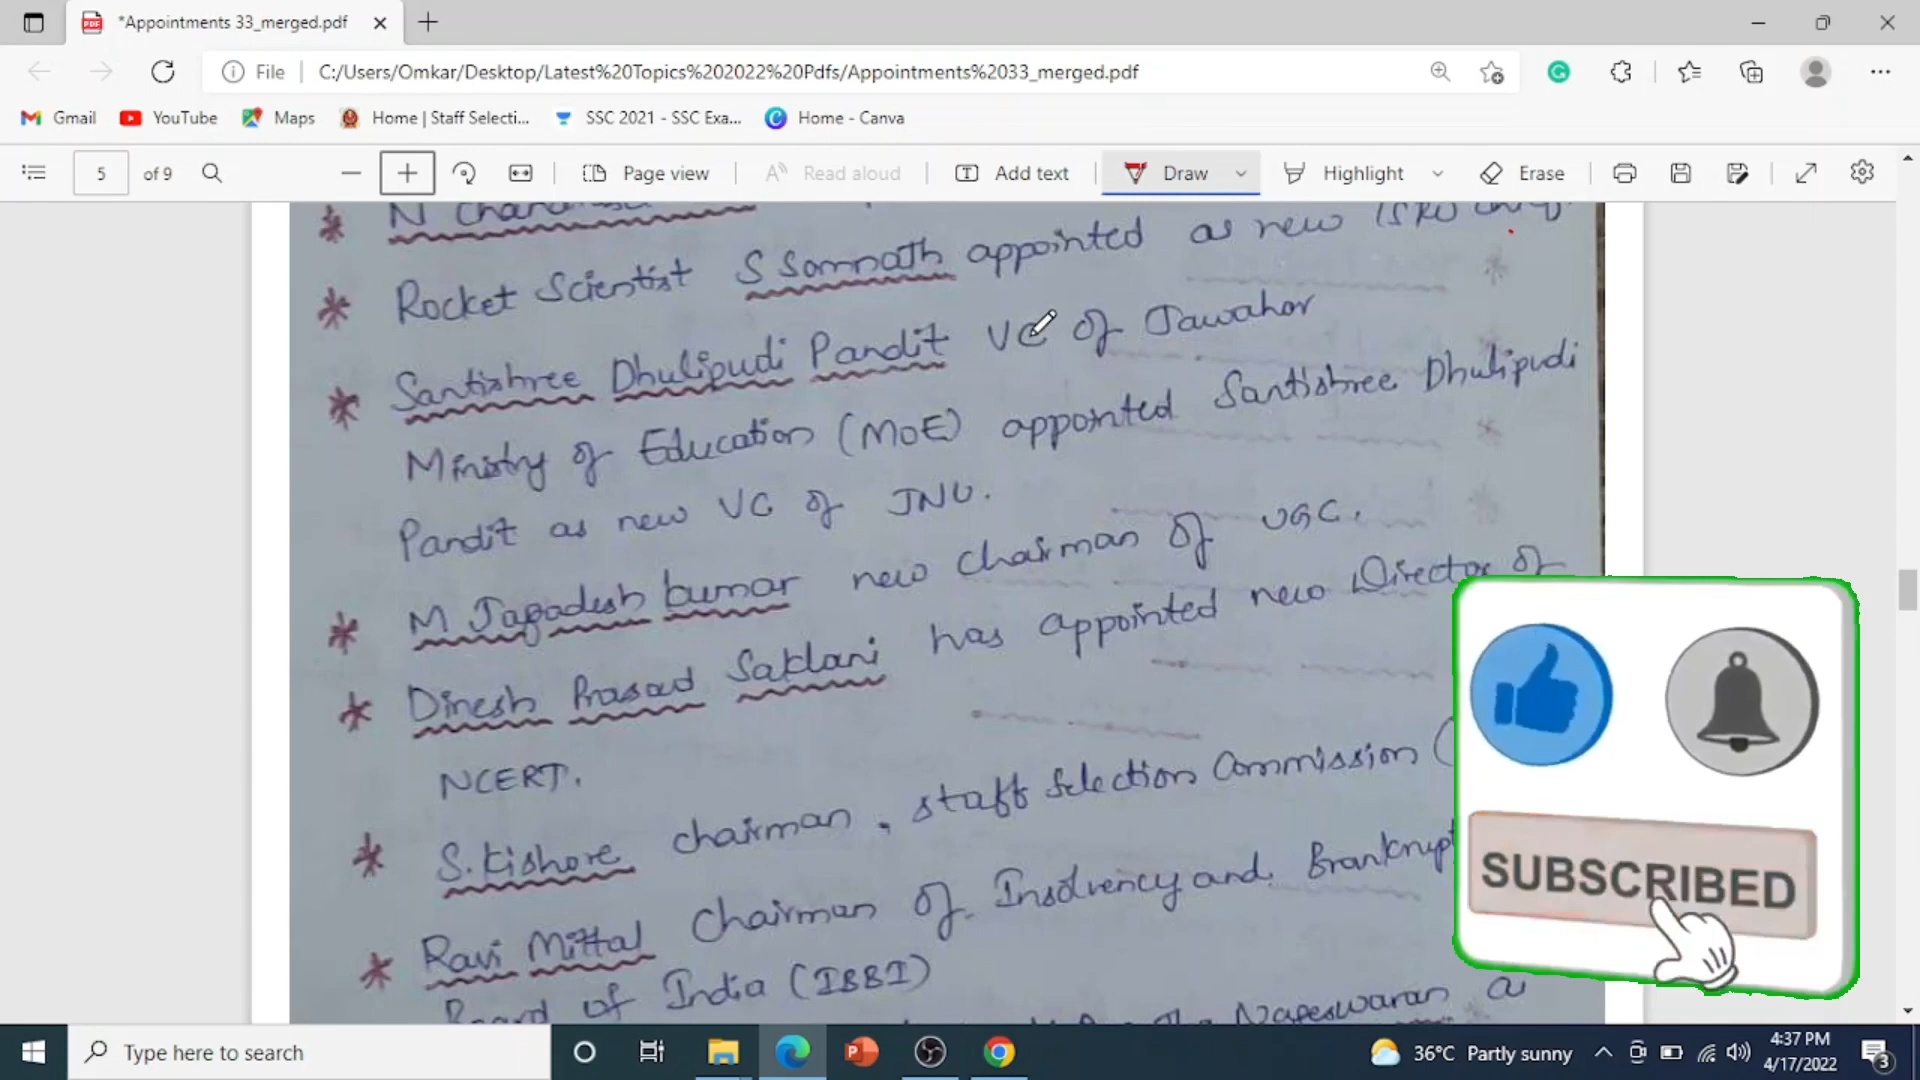 *Appointments 33_merged.pdf
File C:/Users/Omkar/Desktop/Latest%20Topics%202022%20Pdfs/Appointments%2033_merged.pdf
Gmail YouTube Maps Home | Staff Selecti... SSC 2021 - SSC Exa... Home - Canva
5 of 9 Page view Read aloud Add text Draw Highlight Erase
N
Rocket Scientist S Somnath appointed as new ISRO
Santishree Dhulipudi Pandit VC of Jawahar
Ministry of Education (MoE) appointed Santishree Dhulipudi
Pandit as new VC of JNU.
M Jagadesh kumar new chairman of UGC.
Dinesh Prasad Saklani has appointed new Director of
NCERT.
S.Kishore chairman, staff Selection Commission (
Ravi Mittal Chairman of Insolvency and Brankrupt
Board of India (IBBI)
Nageswaran a
SUBSCRIBED
Type here to search
36°C Partly sunny
4:37 PM
4/17/2022
3